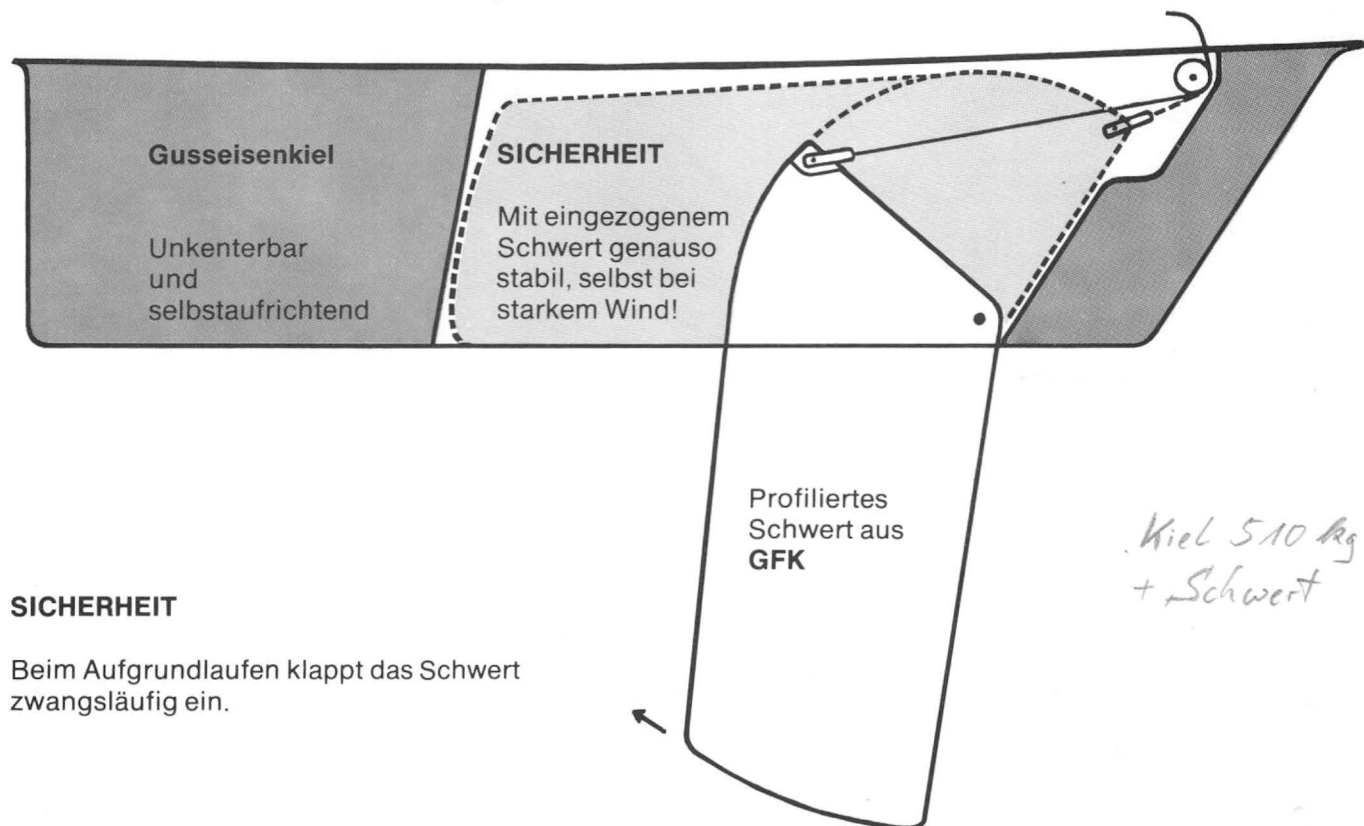 Gusseisenkiel
Unkenterbar
und
selbstaufrichtend
SICHERHEIT
Mit eingezogenem
Schwert genauso
stabil, selbst bei
starkem Wind!
Profiliertes
Schwert aus
GFK
Kiel 510 kg
+ Schwert
SICHERHEIT
Beim Aufgrundlaufen klappt das Schwert
zwangsläufig ein.